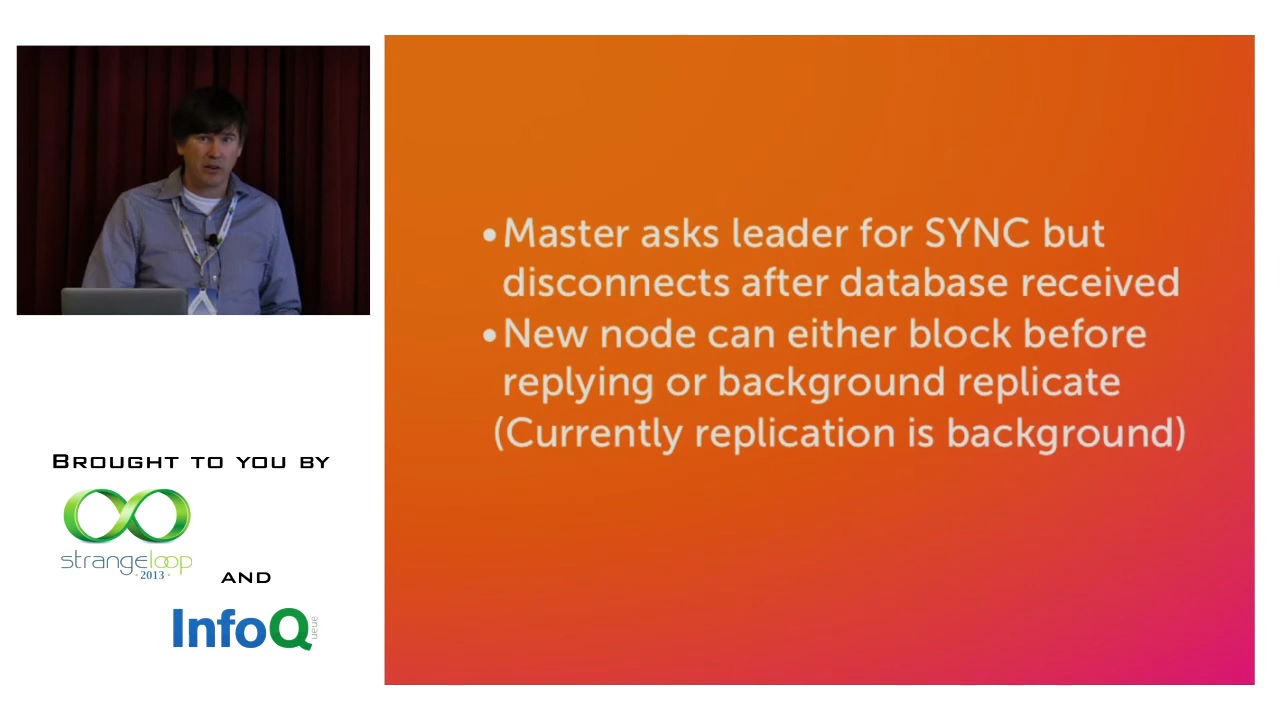 •Master asks leader for SYNC but
disconnects after database received
•New node can either block before
replying or background replicate
(Currently replication is background)
BROUGHT TO YOU BY
strangeloop
·2013·
AND
InfoQ
ueue